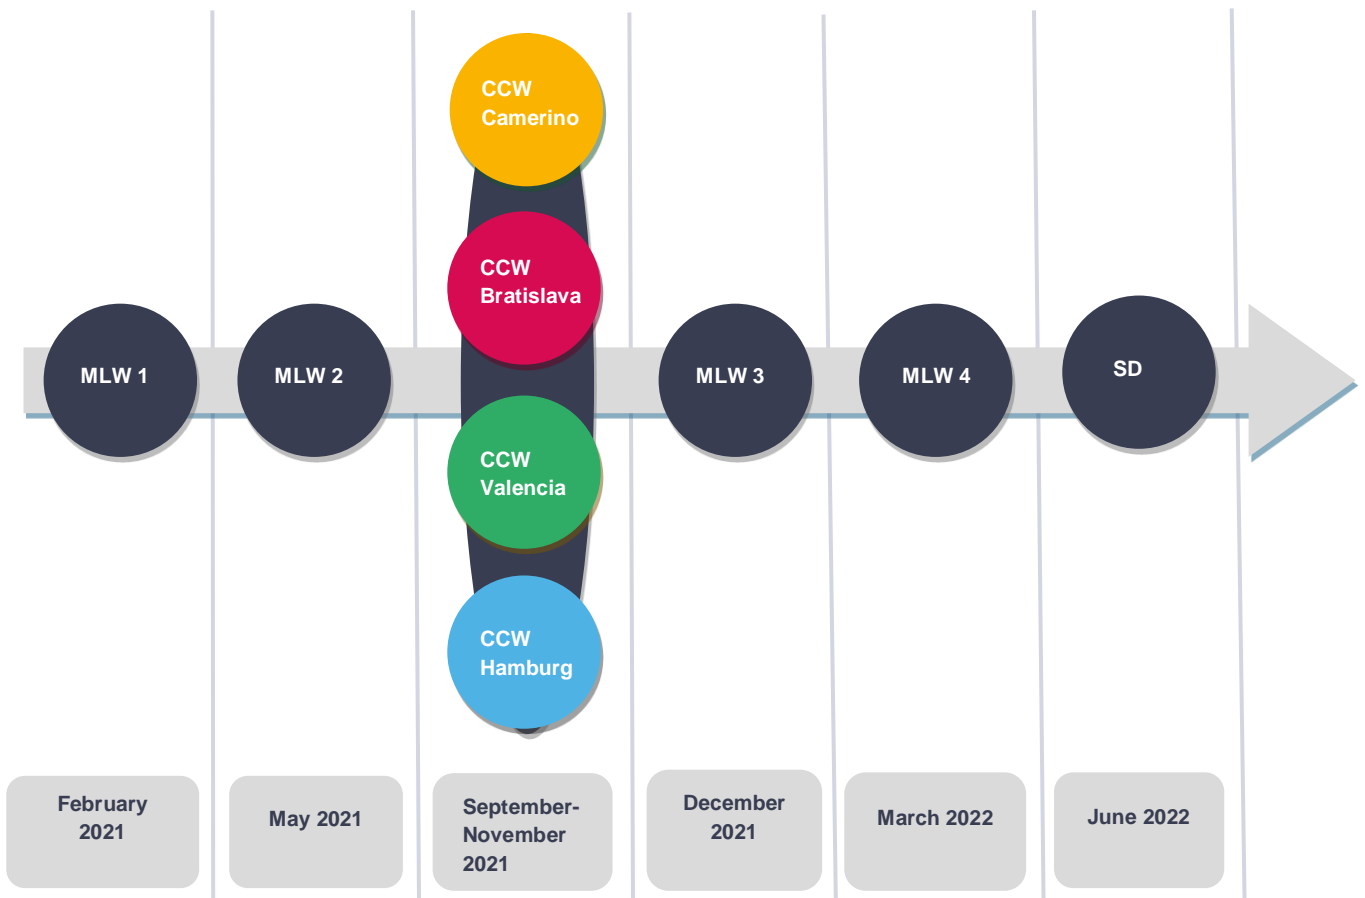 CCW
Camerino
CCW
Bratislava
MLW 1
MLW 2
MLW 3
MLW 4
SD
CCW
Valencia
CCW
Hamburg
February
2021
May 2021
September-
November
2021
December
2021
March 2022
June 2022